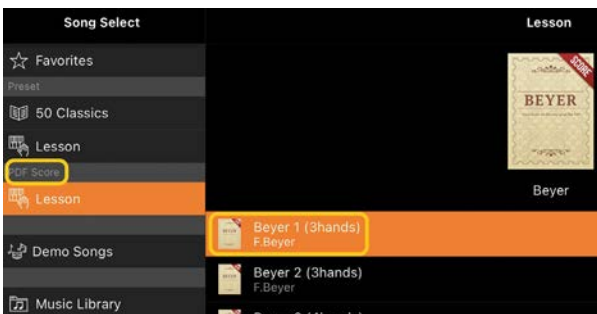 Song Select
Lesson
Favorites
Preset
50 Classics
Lesson
PDF Score
Lesson
Demo Songs
Music Library
SCORE
BEYER
Beyer
Beyer 1 (3hands)
F.Beyer
Beyer 2 (3hands)
F.Beyer